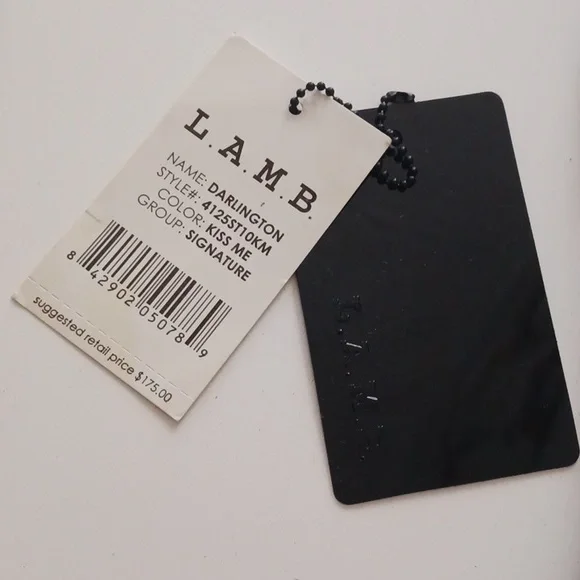 L.A.M.B.
NAME: DARLINGTON
STYLE#: 4125ST10KM
COLOR: KISS ME
GROUP: SIGNATURE
8 42902 05078 9
suggested retail price $175.00
L.A.M.B.